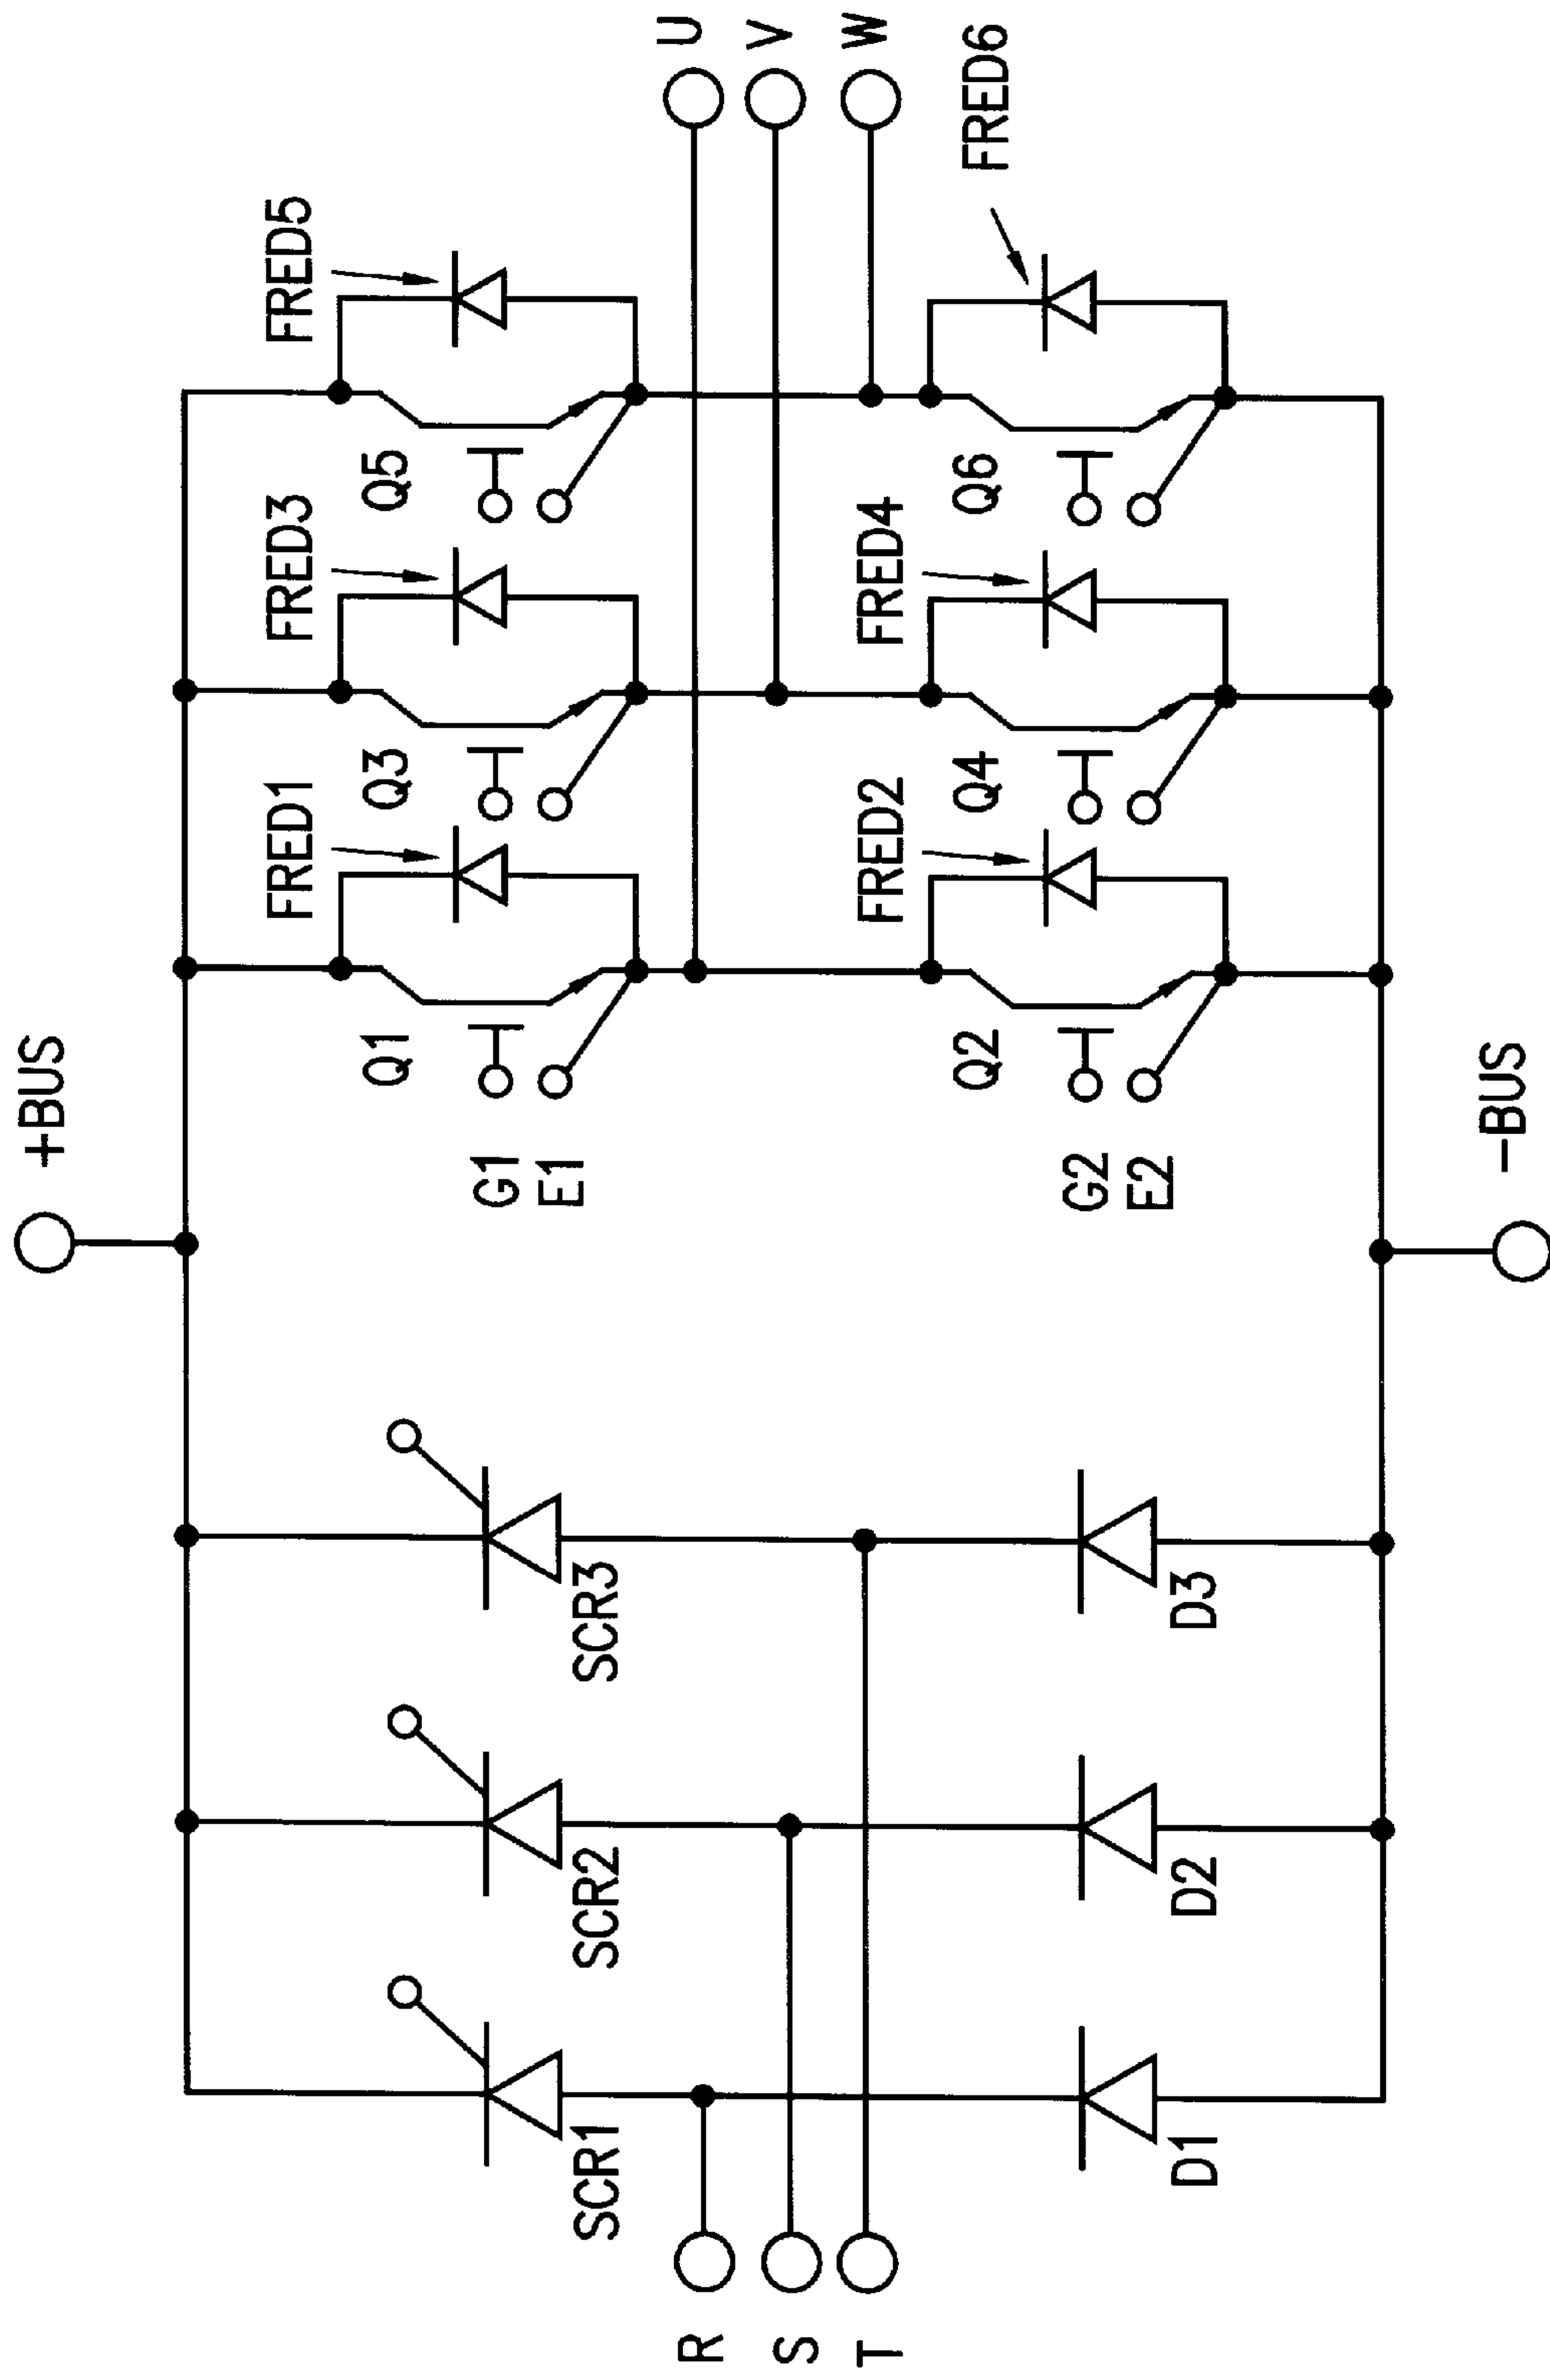 +BUS
FRED1
FRED3
FRED5
Q1
Q3
Q5
G1
E1
SCR1
SCR2
SCR3
R
S
T
U
V
W
FRED2
FRED4
FRED6
Q2
Q4
Q6
G2
E2
D1
D2
D3
−BUS